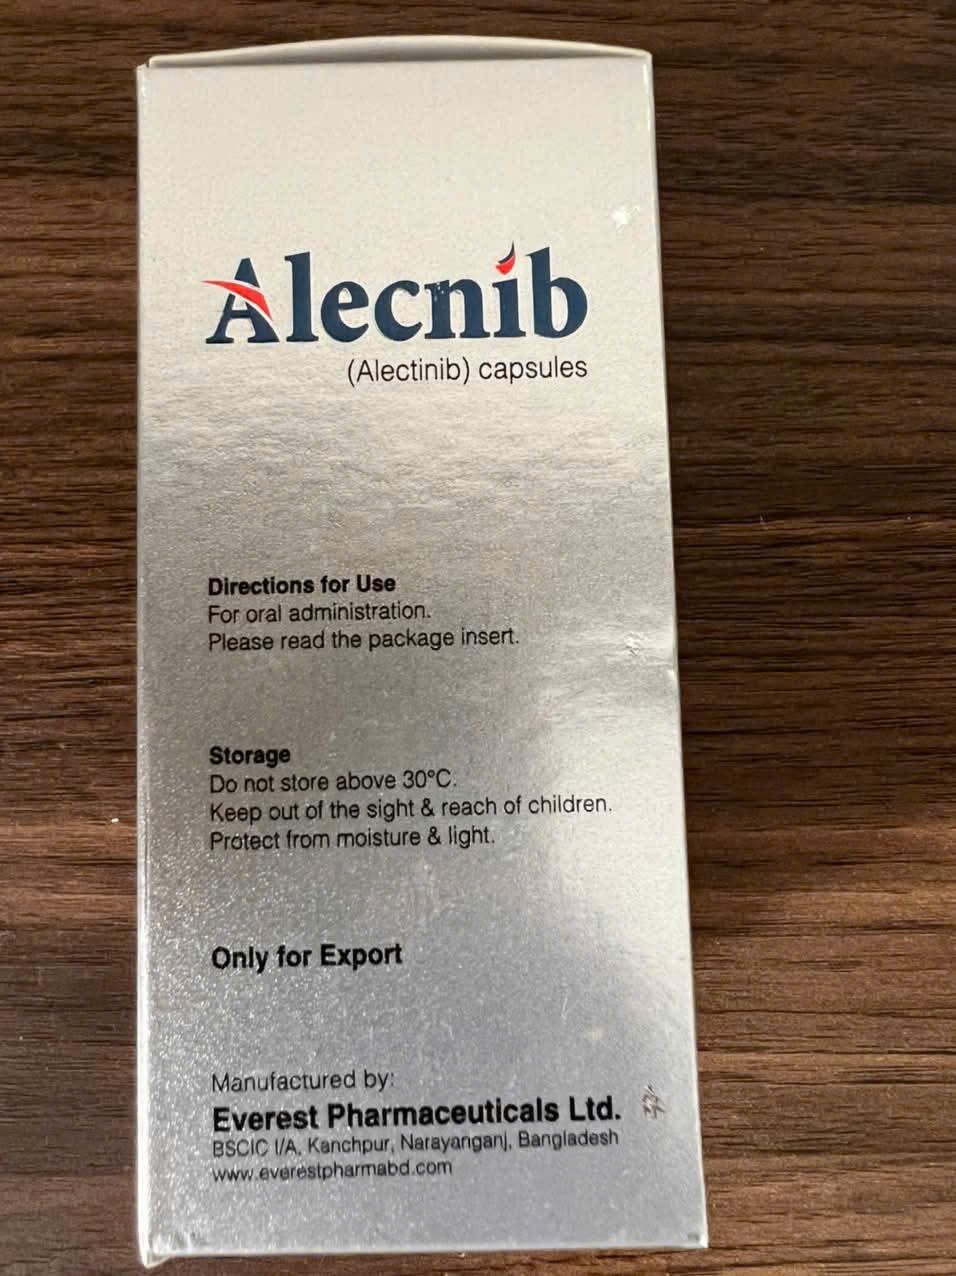 Alecnib
(Alectinib) capsules
Directions for Use
For oral administration.
Please read the package insert.
Storage
Do not store above 30°C.
Keep out of the sight & reach of children.
Protect from moisture & light.
Only for Export
Manufactured by:
Everest Pharmaceuticals Ltd.
BSCIC I/A, Kanchpur, Narayanganj, Bangladesh
www.everestpharmabd.com